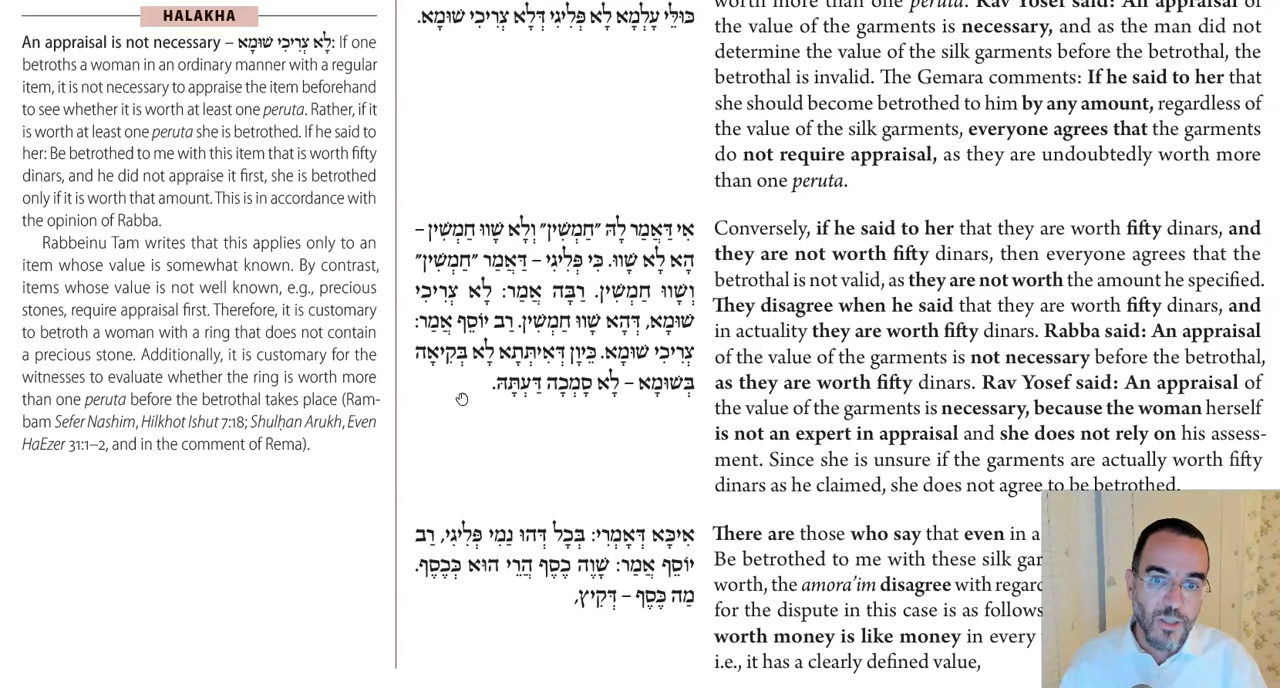 HALAKHA
An appraisal is not necessary – לָא צְרִיכִי שׁוּמָא: If one
betroths a woman in an ordinary manner with a regular
item, it is not necessary to appraise the item beforehand
to see whether it is worth at least one peruta. Rather, if it
is worth at least one peruta she is betrothed. If he said to
her: Be betrothed to me with this item that is worth fifty
dinars, and he did not appraise it first, she is betrothed
only if it is worth that amount. This is in accordance with
the opinion of Rabba.
Rabbeinu Tam writes that this applies only to an
item whose value is somewhat known. By contrast,
items whose value is not well known, e.g., precious
stones, require appraisal first. Therefore, it is customary
to betroth a woman with a ring that does not contain
a precious stone. Additionally, it is customary for the
witnesses to evaluate whether the ring is worth more
than one peruta before the betrothal takes place (Ram-
bam Sefer Nashim, Hilkhot Ishut 7:18; Shulḥan Arukh, Even
HaEzer 31:1–2, and in the comment of Rema).
כּוּלֵּי עָלְמָא לָא פְּלִיגִי דְּלָא צְרִיכִי שׁוּמָא.
אִי דַּאֲמַר לַהּ ״חַמְשִׁין״ וְלָא שָׁווּ חַמְשִׁין –
הָא לָא שָׁווּ. כִּי פְּלִיגִי – דַּאֲמַר ״חַמְשִׁין״
וְשָׁווּ חַמְשִׁין. רַבָּה אֲמַר: לָא צְרִיכִי
שׁוּמָא, דְּהָא שָׁווּ חַמְשִׁין. רַב יוֹסֵף אֲמַר:
צְרִיכִי שׁוּמָא. כֵּיוָן דְּאִיתְּתָא לָא בְּקִיאָה
בְּשׁוּמָא – לָא סָמְכָה דַּעְתַּהּ.
אִיכָּא דְּאָמְרִי: בְּכׇל דְּהוּ נָמֵי פְּלִיגִי, רַב
יוֹסֵף אֲמַר: שְׁוֵה כֶסֶף הֲרֵי הוּא כְּכֶסֶף.
מַה כֶּסֶף – דְּקִיץ,
worth more than one peruta. Rav Yosef said: An appraisal of
the value of the garments is necessary, and as the man did not
determine the value of the silk garments before the betrothal, the
betrothal is invalid. The Gemara comments: If he said to her that
she should become betrothed to him by any amount, regardless of
the value of the silk garments, everyone agrees that the garments
do not require appraisal, as they are undoubtedly worth more
than one peruta.
Conversely, if he said to her that they are worth fifty dinars, and
they are not worth fifty dinars, then everyone agrees that the
betrothal is not valid, as they are not worth the amount he specified.
They disagree when he said that they are worth fifty dinars, and
in actuality they are worth fifty dinars. Rabba said: An appraisal
of the value of the garments is not necessary before the betrothal,
as they are worth fifty dinars. Rav Yosef said: An appraisal of
the value of the garments is necessary, because the woman herself
is not an expert in appraisal and she does not rely on his assess-
ment. Since she is unsure if the garments are actually worth fifty
dinars as he claimed, she does not agree to be betrothed.
There are those who say that even in a
Be betrothed to me with these silk gar
worth, the amora'im disagree with regard
for the dispute in this case is as follows
worth money is like money in every
i.e., it has a clearly defined value,